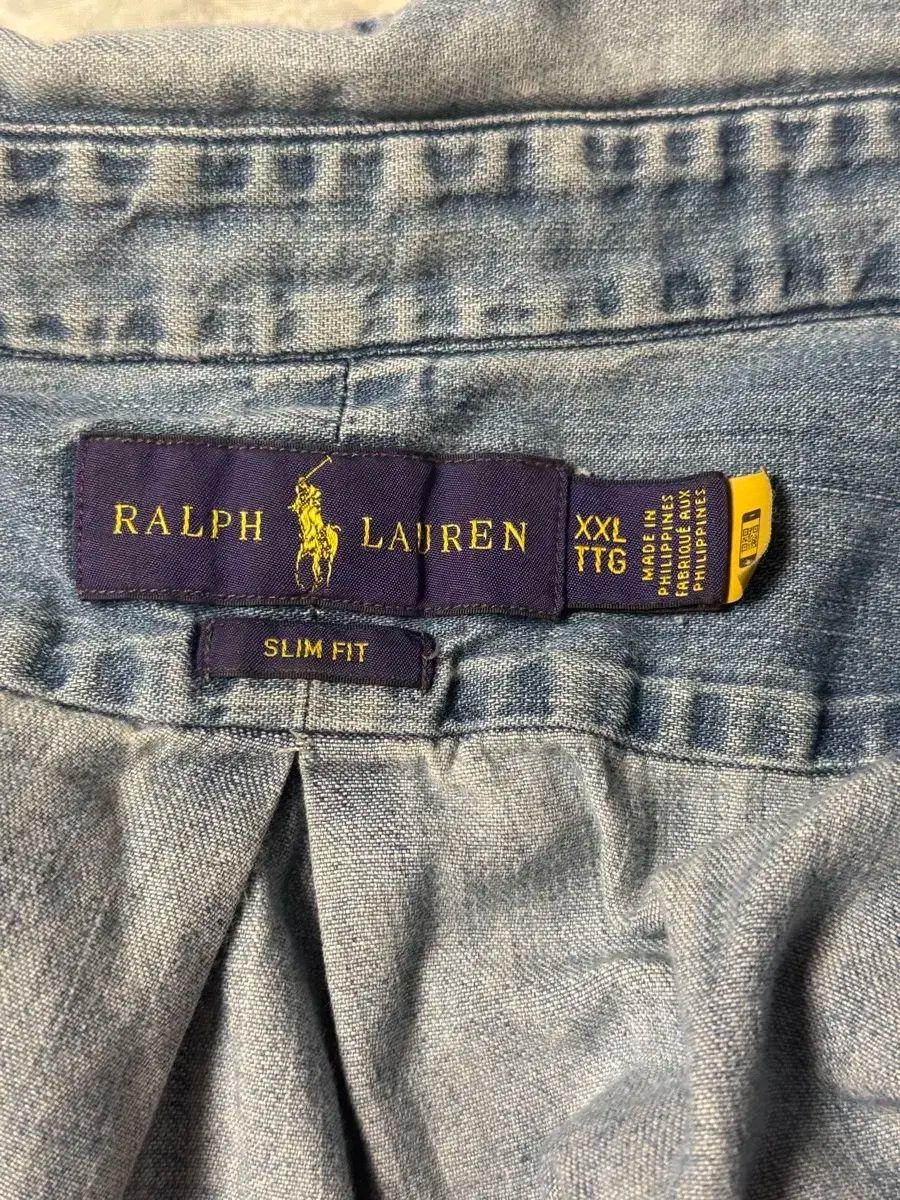 RALPH LAUREN
XXL
TTG
MADE IN
PHILIPPINES
FABRIQUÉ AUX
PHILIPPINES
SLIM FIT